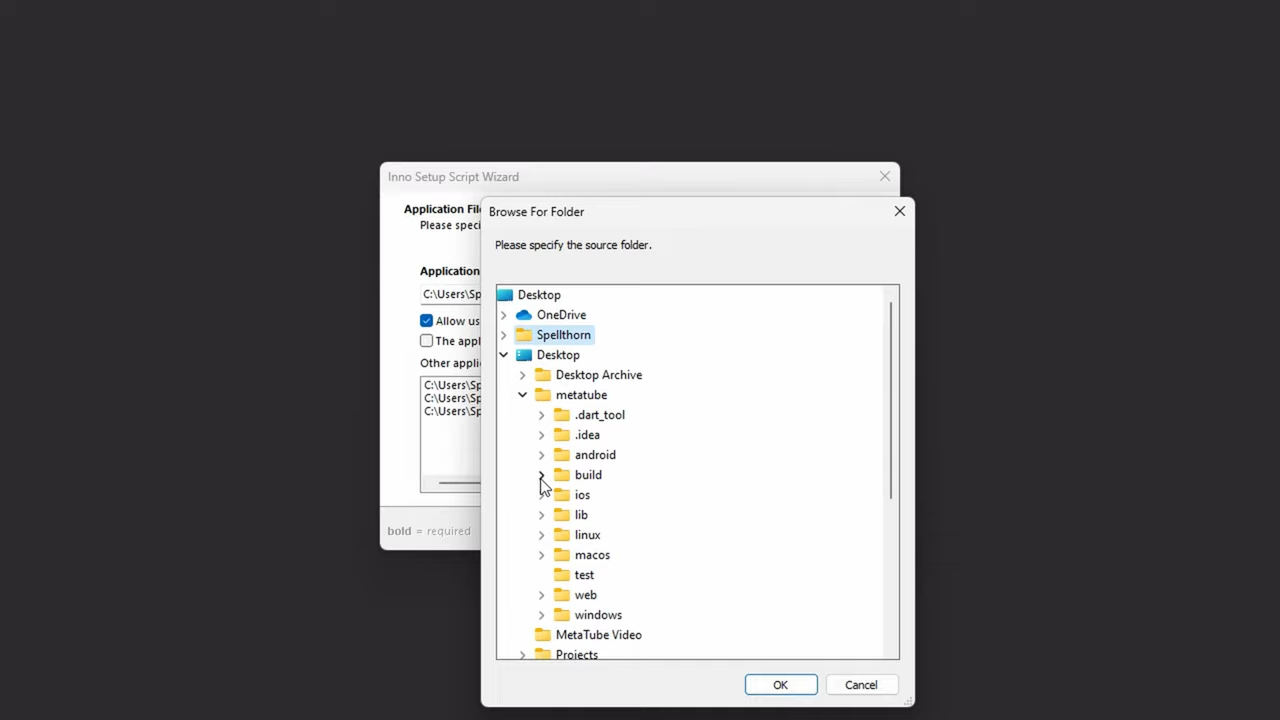 Inno Setup Script Wizard
Application File
Please speci
Application
C:\Users\Sp
Allow us
The appl
Other applic
C:\Users\Sp
C:\Users\Sp
C:\Users\Sp
bold = required
Browse For Folder
Please specify the source folder.
Desktop
OneDrive
Spellthorn
Desktop
Desktop Archive
metatube
.dart_tool
.idea
android
build
ios
lib
linux
macos
test
web
windows
MetaTube Video
Projects
OK
Cancel